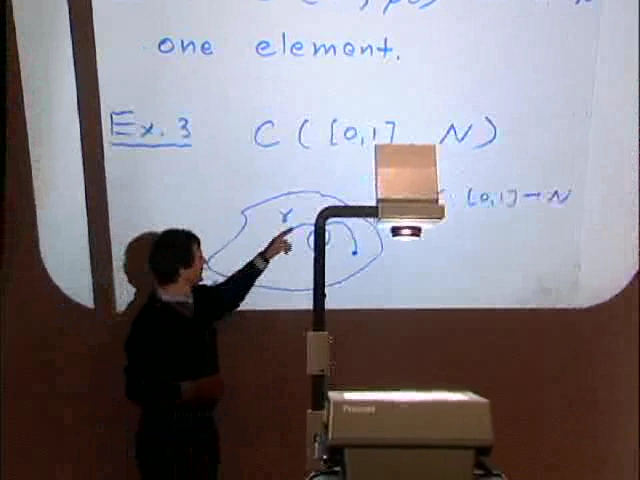 one element.
Ex. 3 C ( [0,1] N )
γ : [0,1] → N